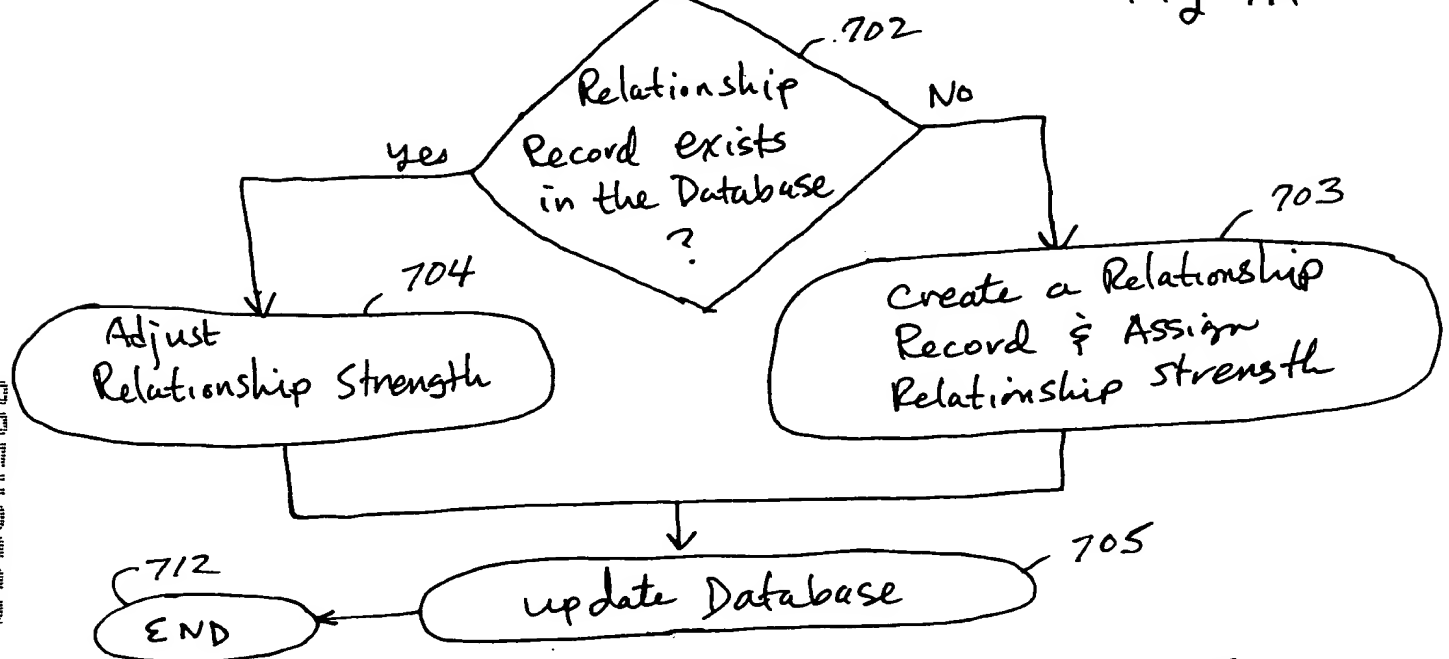 702
Relationship
Record exists
in the Database
?
yes
No
703
Create a Relationship
Record & Assign
Relationship Strength
704
Adjust
Relationship Strength
705
update Database
712
END